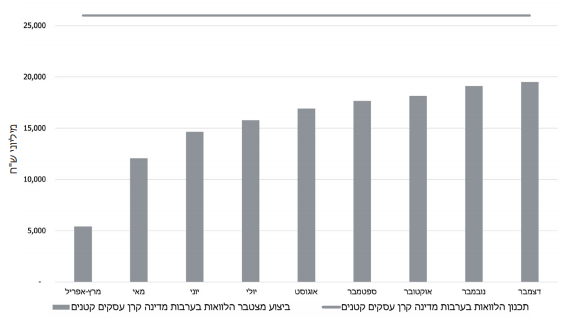 25,000
20,000
15,000
10,000
5,000
-
מיליוני ש"ח
מרץ-אפריל מאי יוני יולי אוגוסט ספטמבר אוקטובר נובמבר דצמבר
תכנון הלוואות בערבות מדינה קרן עסקים קטנים ביצוע מצטבר הלוואות בערבות מדינה קרן עסקים קטנים